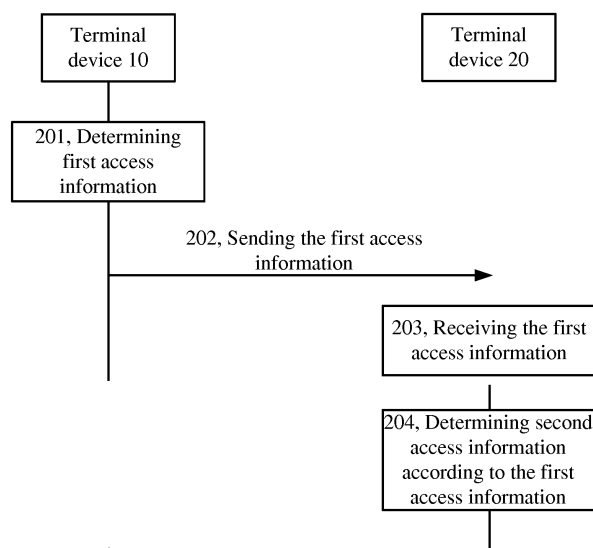 Terminal
device 10
Terminal
device 20
201, Determining
first access
information
202, Sending the first access
information
203, Receiving the first
access information
204, Determining second
access information
according to the first
access information